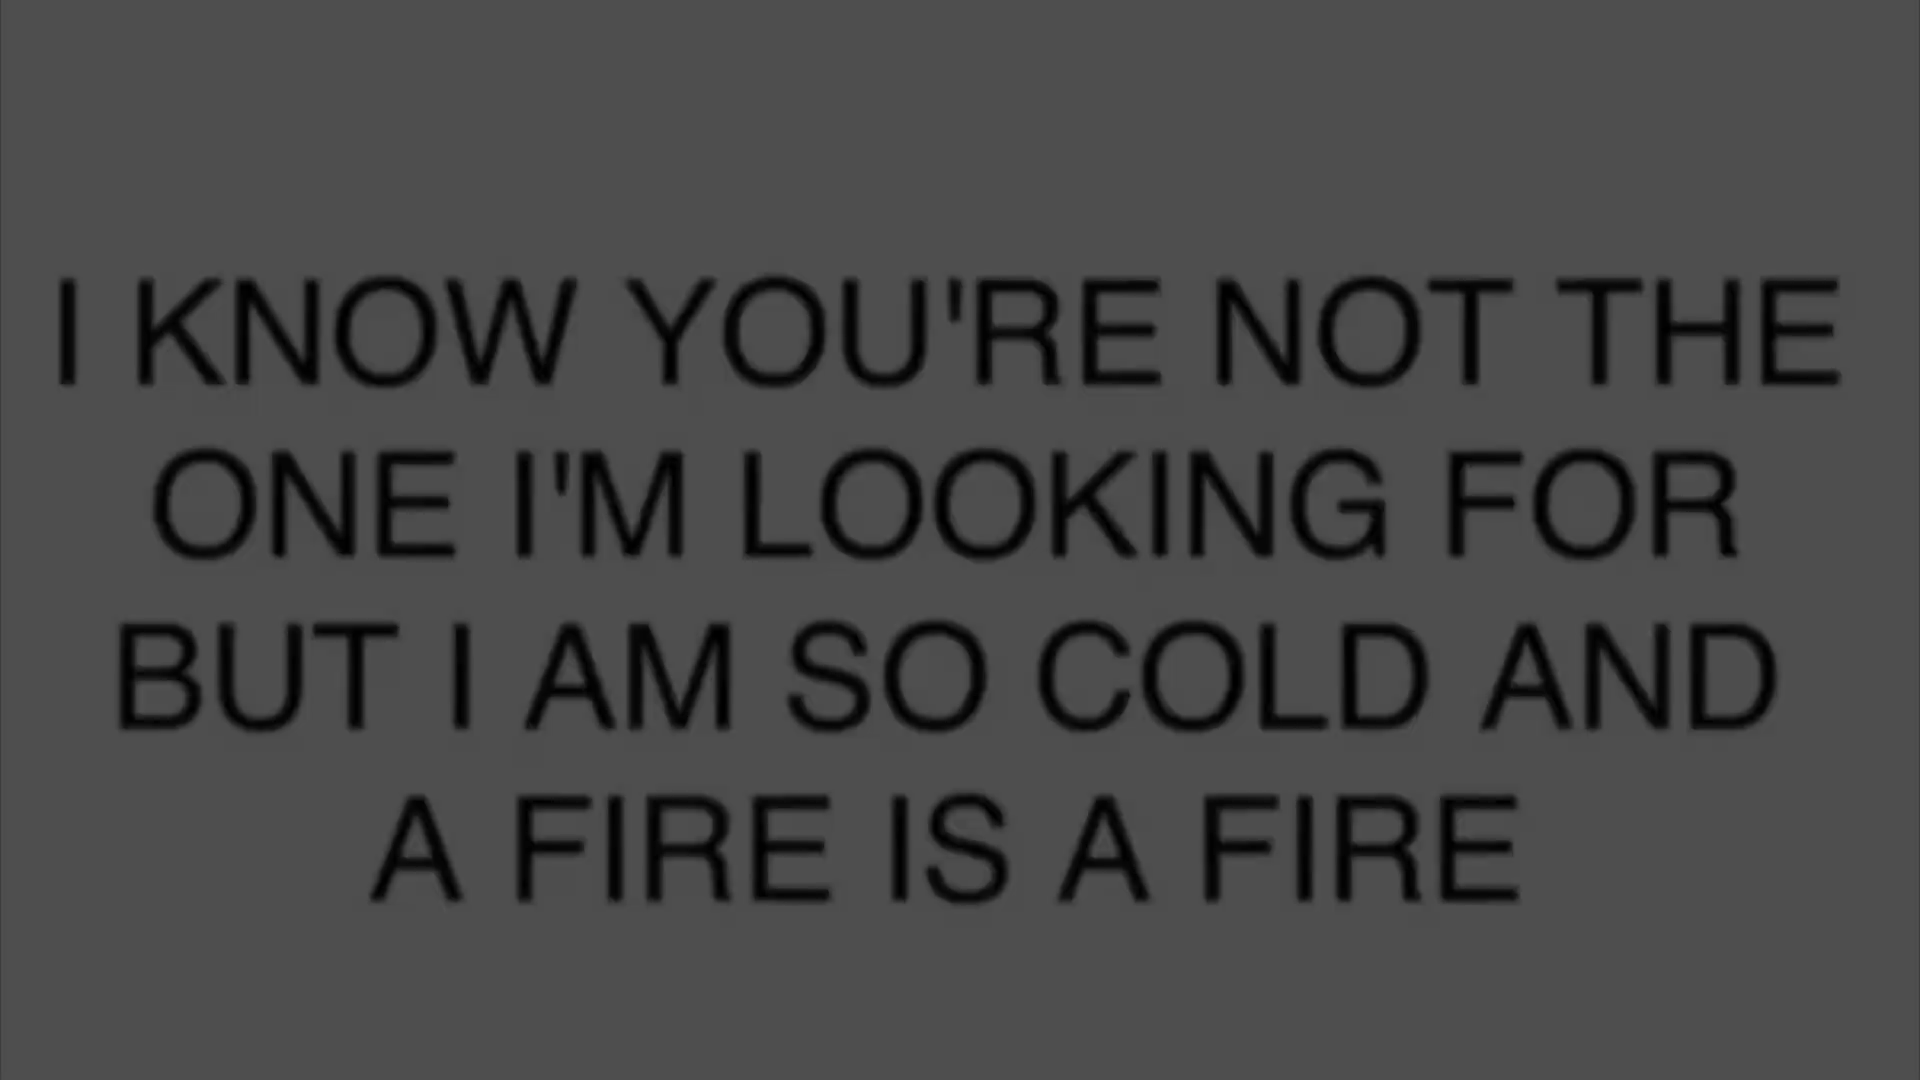 I KNOW YOU'RE NOT THE
ONE I'M LOOKING FOR
BUT I AM SO COLD AND
A FIRE IS A FIRE